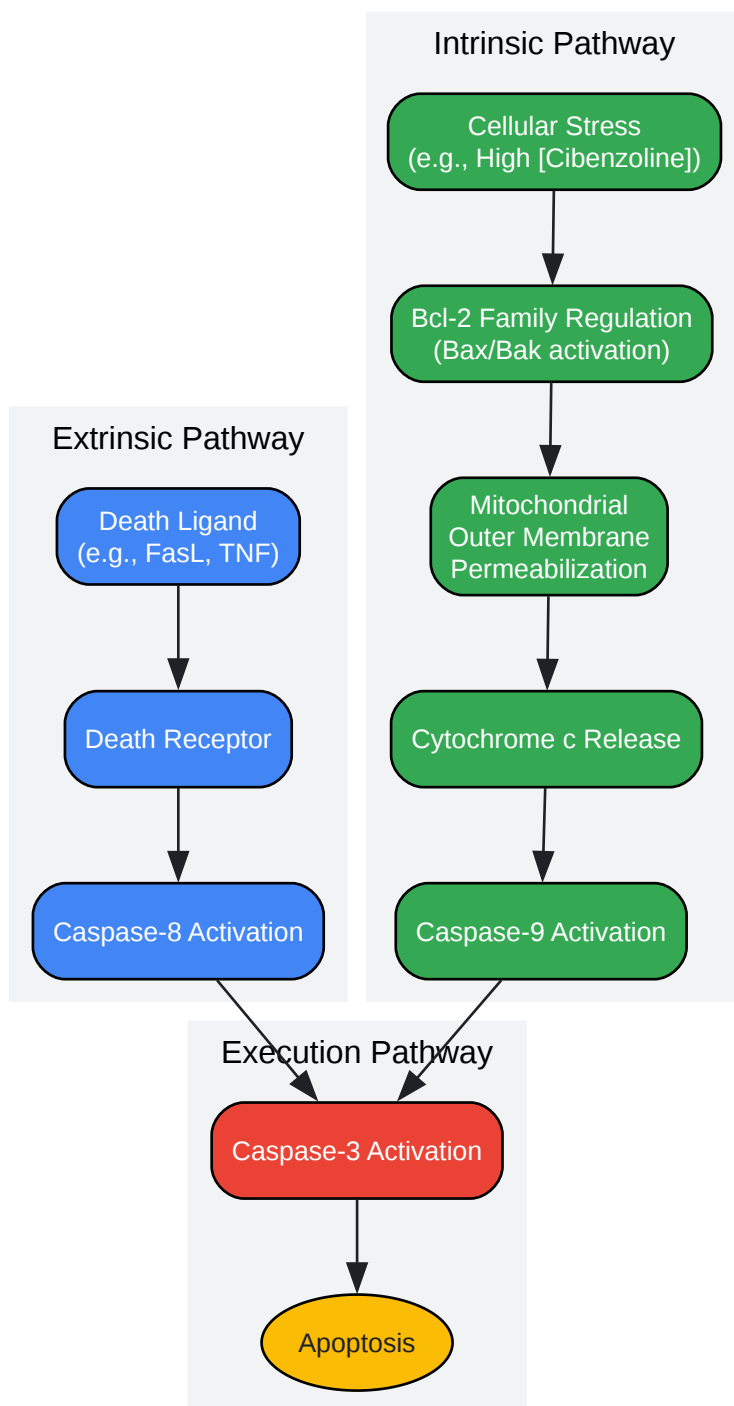 Intrinsic Pathway
Cellular Stress
(e.g., High [Cibenzoline])
Bcl-2 Family Regulation
(Bax/Bak activation)
Mitochondrial
Outer Membrane
Permeabilization
Cytochrome c Release
Caspase-9 Activation
Extrinsic Pathway
Death Ligand
(e.g., FasL, TNF)
Death Receptor
Caspase-8 Activation
Execution Pathway
Caspase-3 Activation
Apoptosis